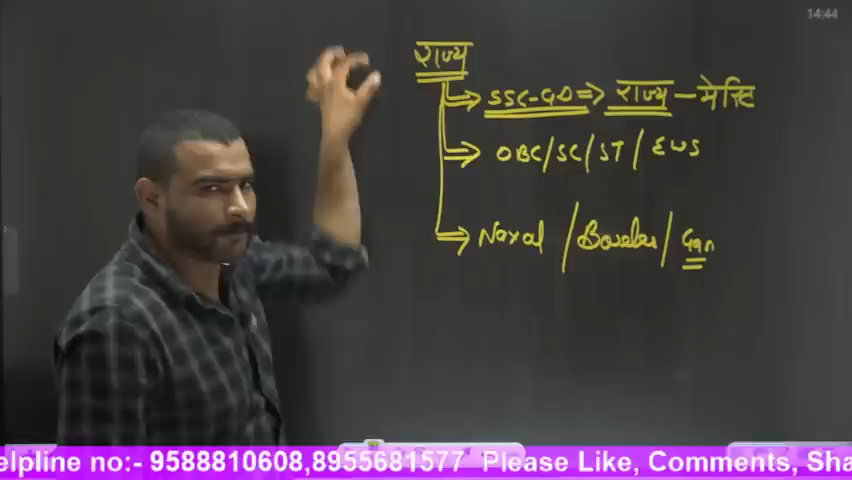 14:44
राज्य
SSC-GD => राज्य - मेरिट
OBC/SC/ST/EWS
Naxal / Border / Gen
elpline no:- 9588810608,8955681577 Please Like, Comments, Sha